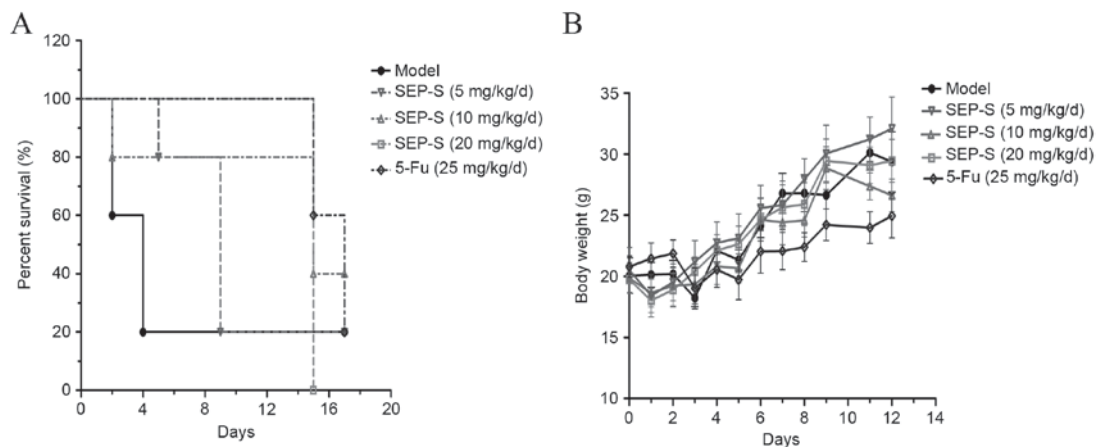 A
Percent survival (%)
120
100
80
60
40
20
0
0 4 8 12 16 20
Days
Model
SEP-S (5 mg/kg/d)
SEP-S (10 mg/kg/d)
SEP-S (20 mg/kg/d)
5-Fu (25 mg/kg/d)
B
Body weight (g)
35
30
25
20
15
10
0 2 4 6 8 10 12 14
Days
Model
SEP-S (5 mg/kg/d)
SEP-S (10 mg/kg/d)
SEP-S (20 mg/kg/d)
5-Fu (25 mg/kg/d)